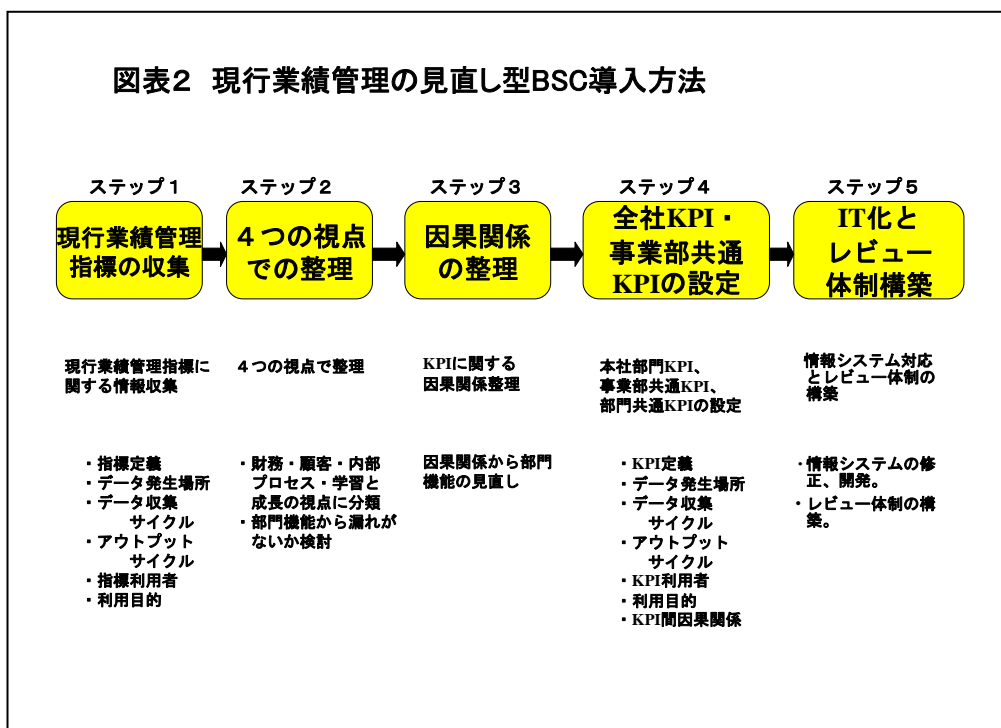 図表２ 現行業績管理の見直し型BSC導入方法
ステップ１
現行業績管理
指標の収集
現行業績管理指標に
関する情報収集
・指標定義
・データ発生場所
・データ収集
サイクル
・アウトプット
サイクル
・指標利用者
・利用目的
ステップ２
４つの視点
での整理
４つの視点で整理
・財務・顧客・内部
プロセス・学習と
成長の視点に分類
・部門機能から漏れが
ないか検討
ステップ３
因果関係
の整理
KPIに関する
因果関係整理
因果関係から部門
機能の見直し
ステップ４
全社KPI・
事業部共通
KPIの設定
本社部門KPI、
事業部共通KPI、
部門共通KPIの設定
・KPI定義
・データ発生場所
・データ収集
サイクル
・アウトプット
サイクル
・KPI利用者
・利用目的
・KPI間因果関係
ステップ５
IT化と
レビュー
体制構築
情報システム対応
とレビュー体制の
構築
・情報システムの修
正、開発。
・レビュー体制の構
築。